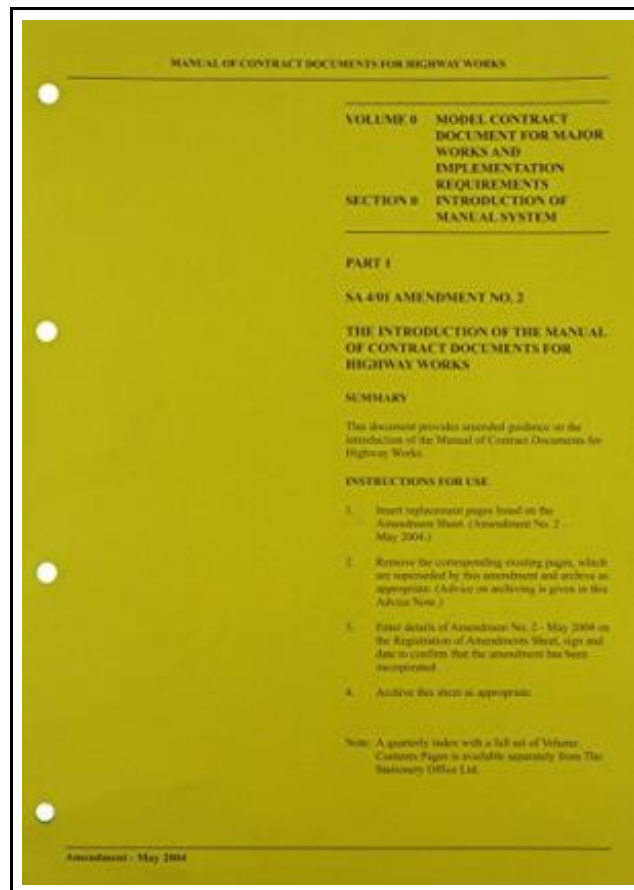 MANUAL OF CONTRACT DOCUMENTS FOR HIGHWAY WORKS
VOLUME 0 MODEL CONTRACT
DOCUMENT FOR MAJOR
WORKS AND
IMPLEMENTATION
REQUIREMENTS
SECTION 0 INTRODUCTION OF
MANUAL SYSTEM
PART 1
SA 4/01 AMENDMENT NO. 2
THE INTRODUCTION OF THE MANUAL
OF CONTRACT DOCUMENTS FOR
HIGHWAY WORKS
SUMMARY
This document provides amended guidance on the
introduction of the Manual of Contract Documents for
Highway Works.
INSTRUCTIONS FOR USE
1. Insert replacement pages listed on the
Amendment Sheet. (Amendment No. 2 -
May 2004.)
2. Remove the corresponding existing pages, which
are superseded by this amendment and archive as
appropriate. (Advice on archiving is given in this
Advice Note.)
3. Enter details of Amendment No. 2 - May 2004 on
the Registration of Amendments Sheet, sign and
date to confirm that the amendment has been
incorporated.
4. Archive this sheet as appropriate.
Note: A quarterly index with a full set of Volume
Contents Pages is available separately from The
Stationery Office Ltd.
Amendment - May 2004